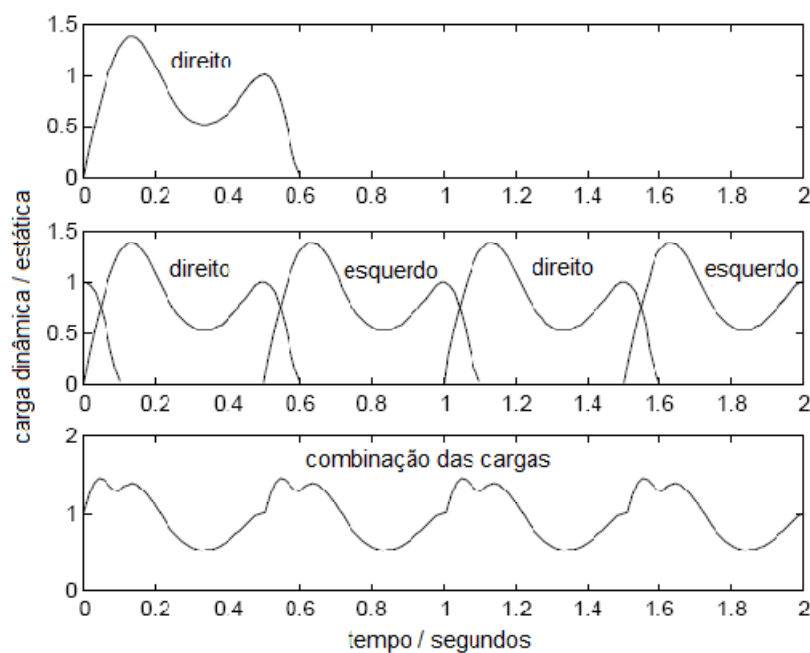 1.5
direito
1
0.5
0
0 0.2 0.4 0.6 0.8 1 1.2 1.4 1.6 1.8 2
carga dinâmica / estática
1.5
direito esquerdo direito esquerdo
1
0.5
0
0 0.2 0.4 0.6 0.8 1 1.2 1.4 1.6 1.8 2
2
combinação das cargas
1
0
0 0.2 0.4 0.6 0.8 1 1.2 1.4 1.6 1.8 2
tempo / segundos